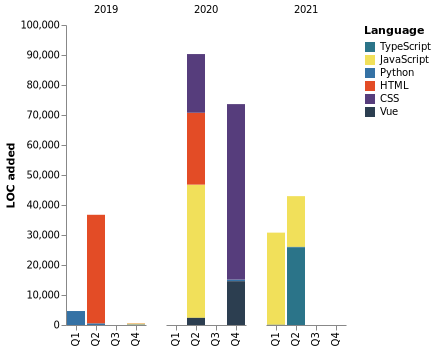 2019 2020 2021
Language
TypeScript
JavaScript
Python
HTML
CSS
Vue
LOC added
100,000
90,000
80,000
70,000
60,000
50,000
40,000
30,000
20,000
10,000
0
Q1 Q2 Q3 Q4 Q1 Q2 Q3 Q4 Q1 Q2 Q3 Q4